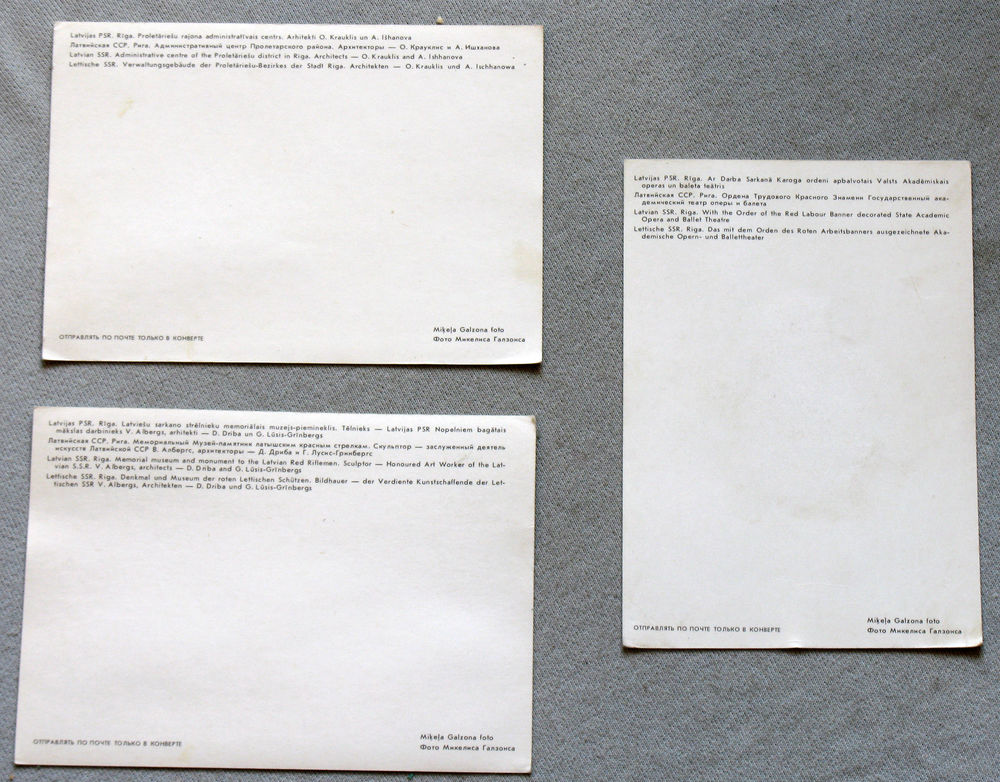 Latvijas PSR. Rīga. Proletāriešu rajona administratīvais centrs. Arhitekti O. Krauklis un A. Išhanova
Латвийская ССР. Рига. Административный центр Пролетарского района. Архитекторы — О. Крауклис и А. Ишханова
Latvian SSR. Administrative centre of the Proletāriešu district in Riga. Architects — O. Krauklis and A. Ishhanova
Lettische SSR. Verwaltungsgebäude der Proletāriešu-Bezirkes der Stadt Riga. Architekten — O. Krauklis und A. Ischhanowa
ОТПРАВЛЯТЬ ПО ПОЧТЕ ТОЛЬКО В КОНВЕРТЕ
Miķeļa Galzona foto
Фото Микелиса Галзонса
Latvijas PSR. Rīga. Ar Darba Sarkanā Karoga ordeni apbalvotais Valsts Akadēmiskais
operas un baleta teātris
Латвийская ССР. Рига. Ордена Трудового Красного Знамени Государственный ака-
демический театр оперы и балета
Latvian SSR. Riga. With the Order of the Red Labour Banner decorated State Academic
Opera and Ballet Theatre
Lettische SSR. Riga. Das mit dem Orden des Roten Arbeitsbanners ausgezeichnete Aka-
demische Opern- und Ballettheater
ОТПРАВЛЯТЬ ПО ПОЧТЕ ТОЛЬКО В КОНВЕРТЕ
Miķeļa Galzona foto
Фото Микелиса Галзонса
Latvijas PSR. Rīga. Latviešu sarkano strēlnieku memoriālais muzejs-piemineklis. Tēlnieks — Latvijas PSR Nopelniem bagātais
mākslas darbinieks V. Albergs, arhitekti — D. Driba un G. Lūsis-Grīnbergs
Латвийская ССР. Рига. Мемориальный Музей-памятник латышским красным стрелкам. Скульптор — заслуженный деятель
искусств Латвийской ССР В. Албергс, архитекторы — Д. Дриба и Г. Лусис-Гринбергс
Latvian SSR. Riga. Memorial museum and monument to the Latvian Red Riflemen. Sculptor — Honoured Art Worker of the Lat-
vian S.S.R. V. Albergs, architects — D. Driba and G. Lūsis-Grīnbergs
Lettische SSR. Riga. Denkmal und Museum der roten Lettischen Schützen. Bildhauer — der Verdiente Kunstschaffende der Let-
tischen SSR V. Albergs, Architekten — D. Driba und G. Lūsis-Grīnbergs
ОТПРАВЛЯТЬ ПО ПОЧТЕ ТОЛЬКО В КОНВЕРТЕ
Miķeļa Galzona foto
Фото Микелиса Галзонса